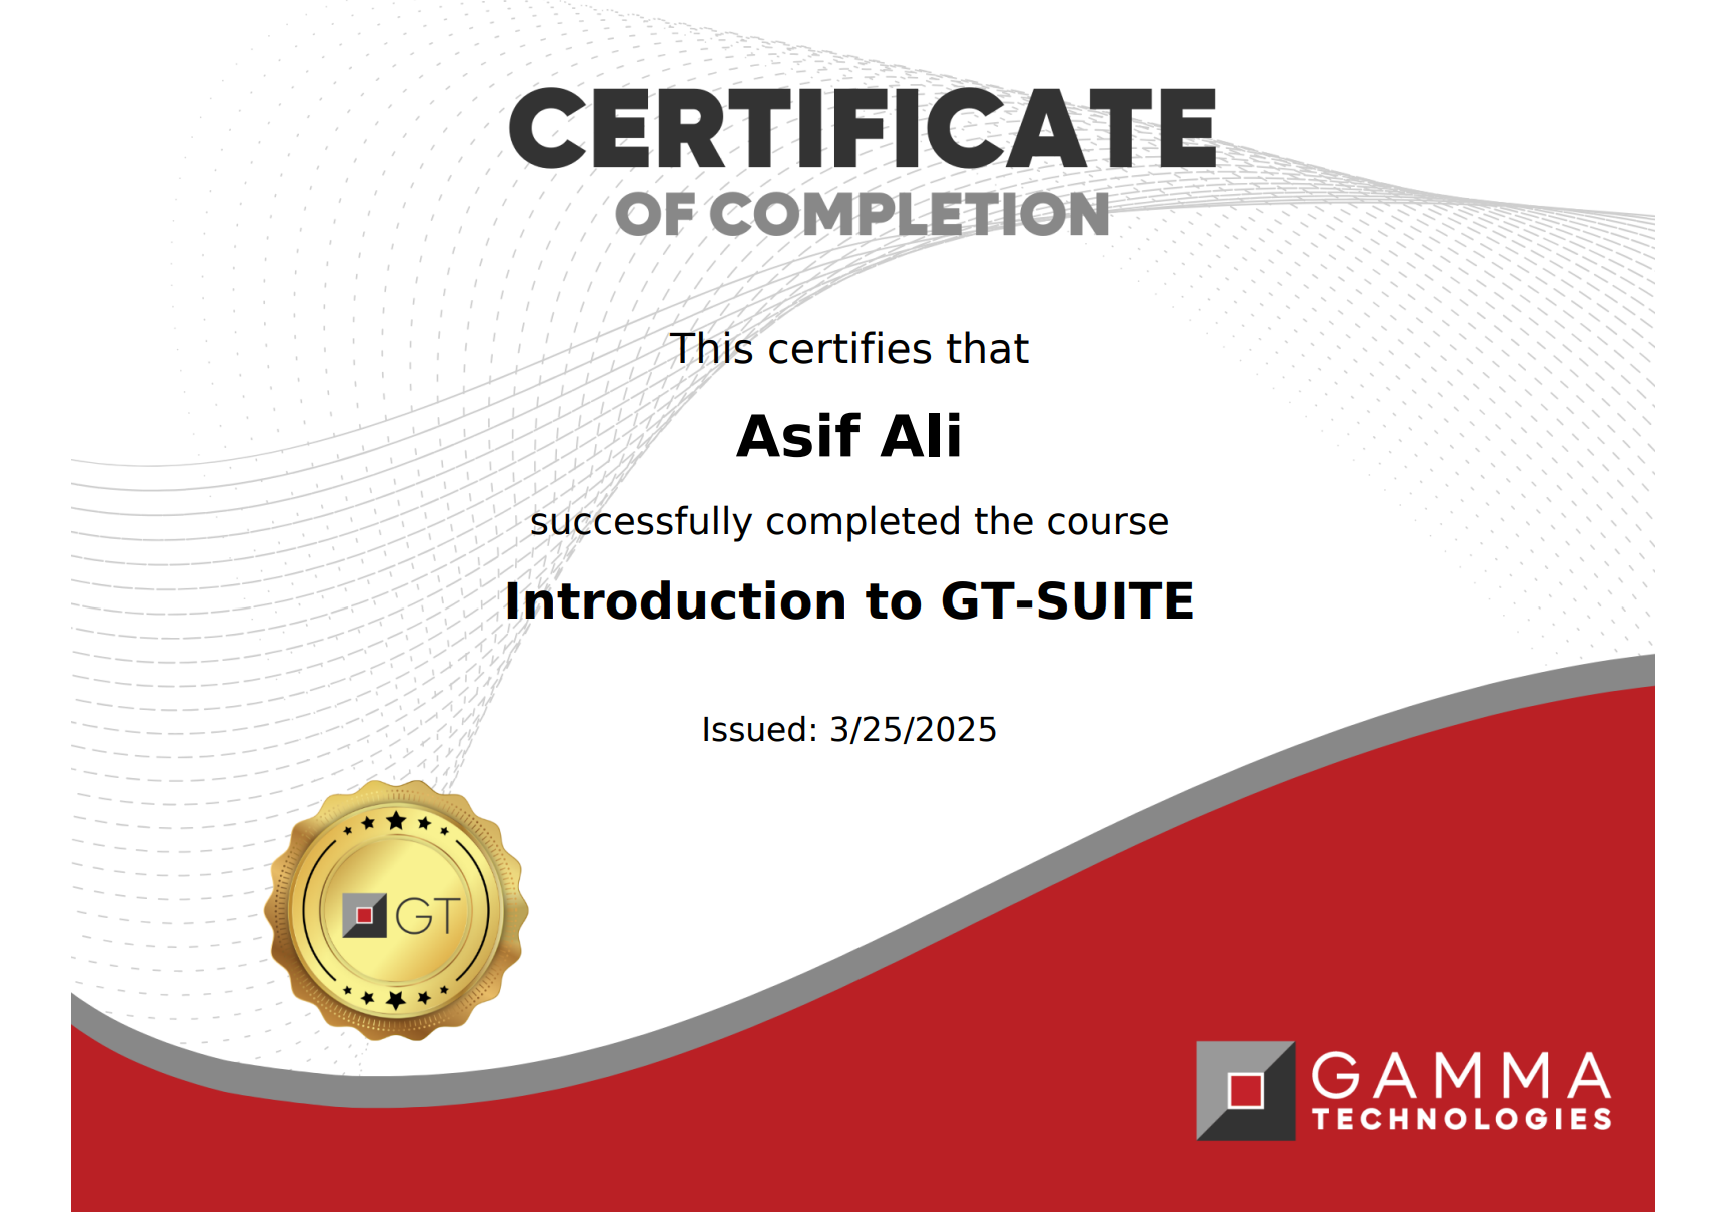 CERTIFICATE
OF COMPLETION
This certifies that
Asif Ali
successfully completed the course
Introduction to GT-SUITE
Issued: 3/25/2025
GT
GAMMA
TECHNOLOGIES